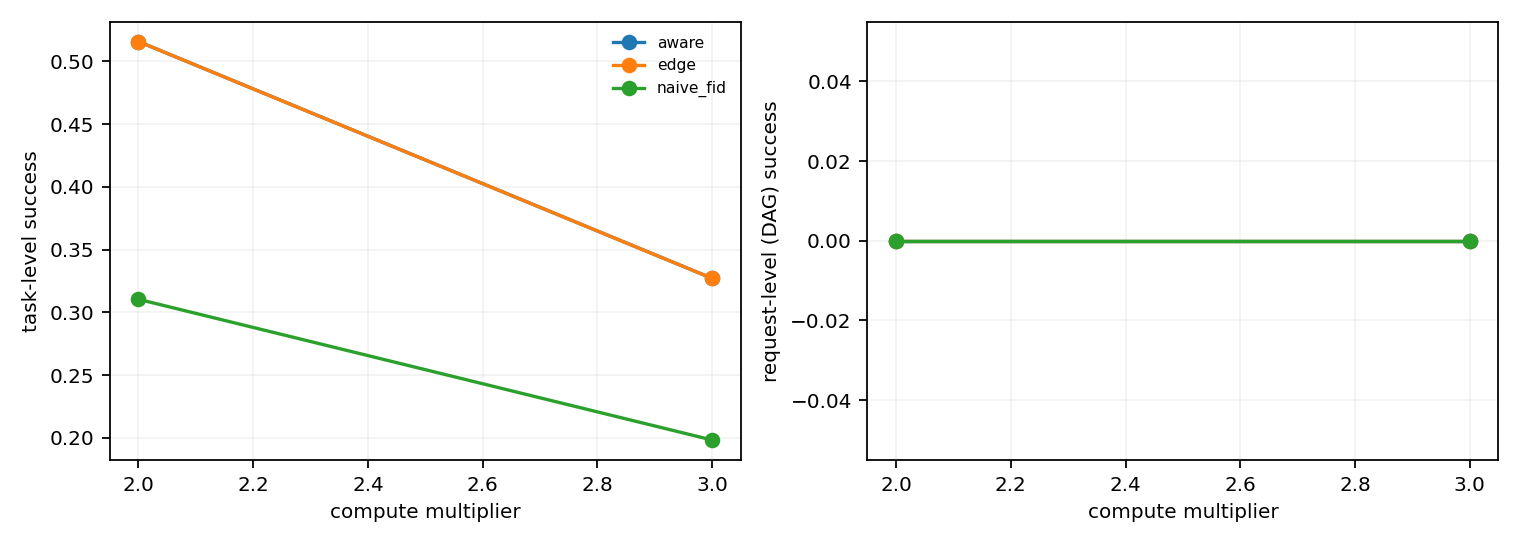 task-level success
0.50
0.45
0.40
0.35
0.30
0.25
0.20
aware
edge
naive_fid
2.0 2.2 2.4 2.6 2.8 3.0
compute multiplier
request-level (DAG) success
0.04
0.02
0.00
−0.02
−0.04
2.0 2.2 2.4 2.6 2.8 3.0
compute multiplier